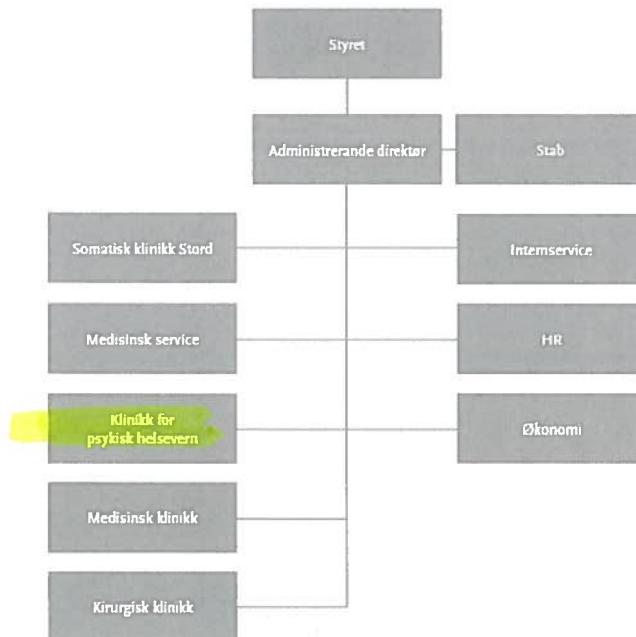 Styret
Administrerande direktør
Stab
Somatisk klinikk Stord
Internservice
Medisinsk service
HR
Klinikk for
psykisk helsevern
Økonomi
Medisinsk klinikk
Kirurgisk klinikk